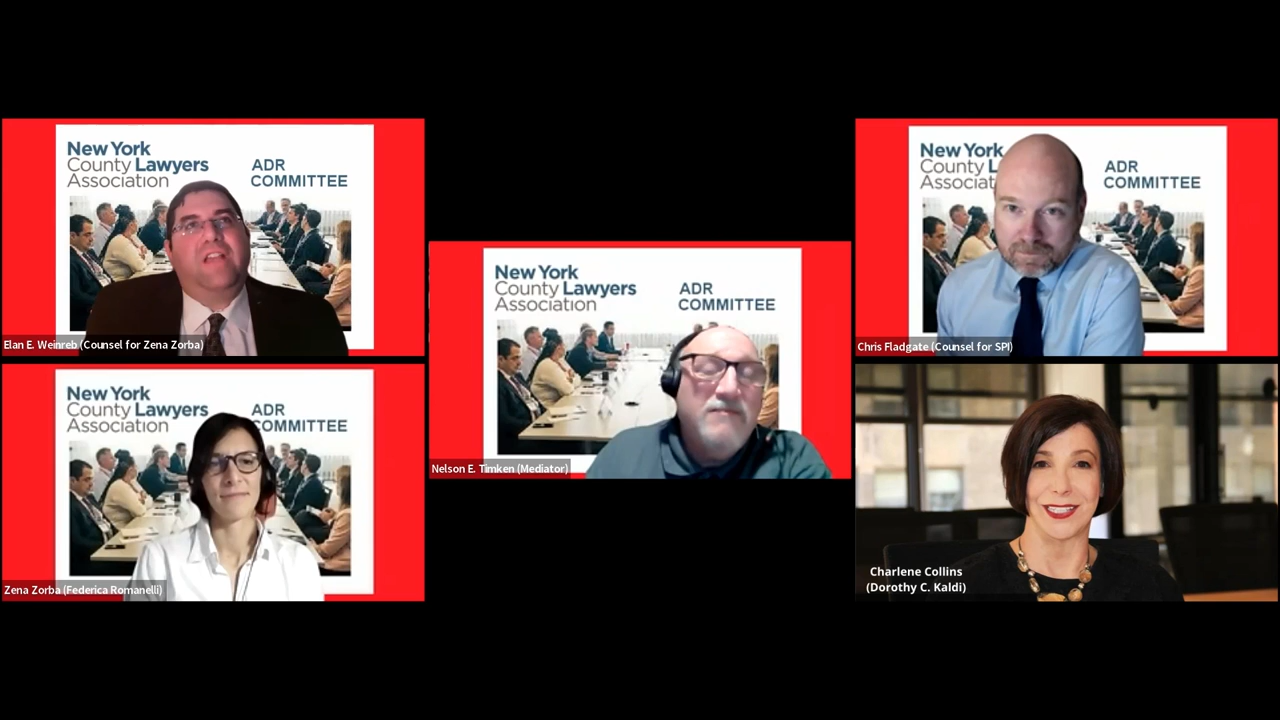 New York
County Lawyers
Association
ADR
COMMITTEE
Elan E. Weinreb (Counsel for Zena Zorba)
New York
County Lawyers
Association
ADR
COMMITTEE
Zena Zorba (Federica Romanelli)
New York
County Lawyers
Association
ADR
COMMITTEE
Nelson E. Timken (Mediator)
New York
County L
Associat
ADR
COMMITTEE
Chris Fladgate (Counsel for SPI)
Charlene Collins
(Dorothy C. Kaldi)